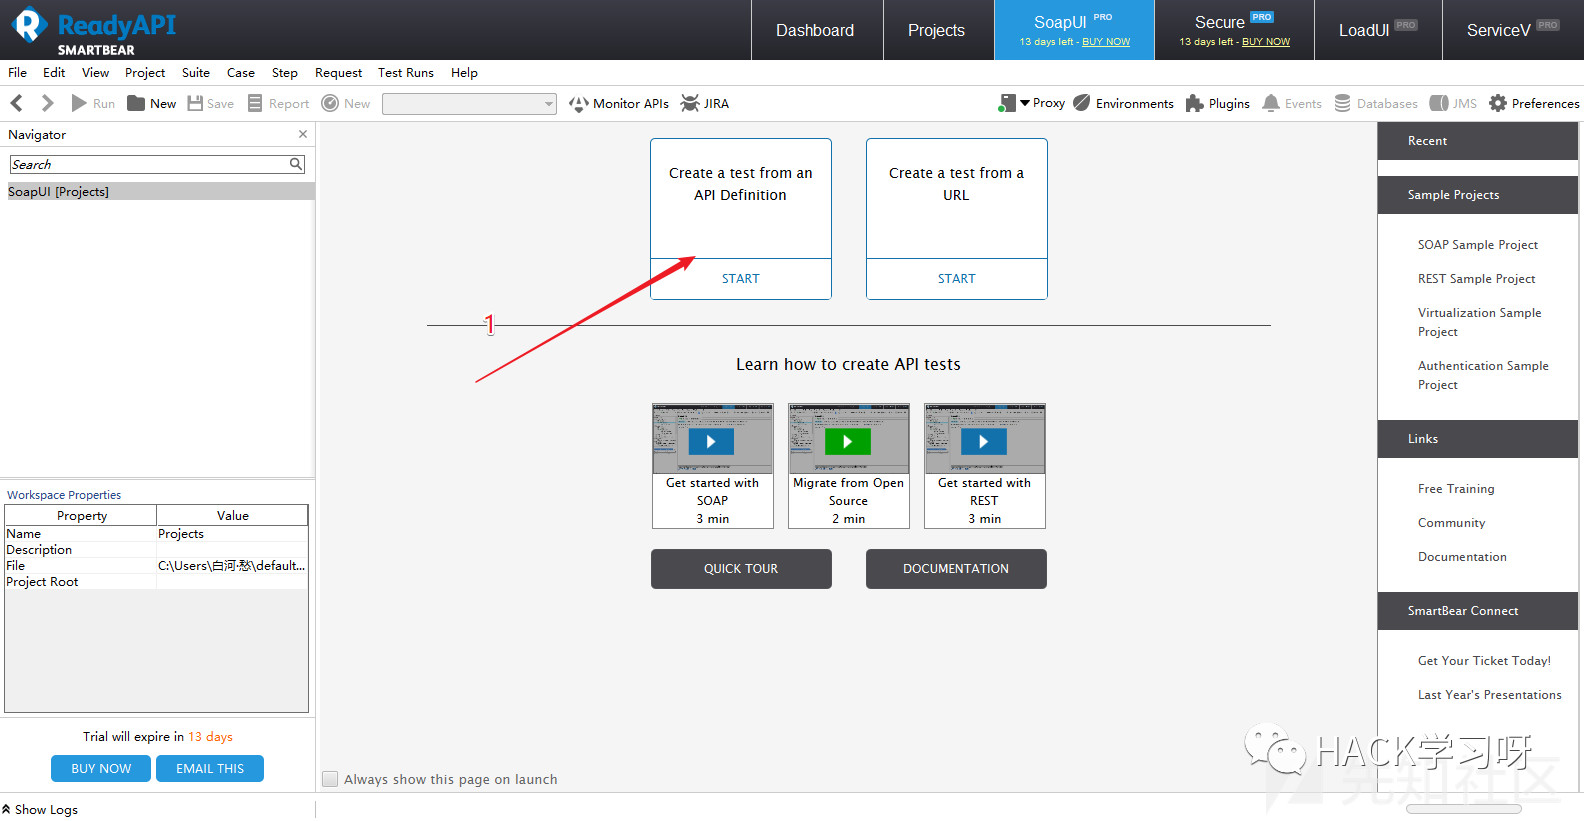 ReadyAPI
SMARTBEAR
Dashboard
Projects
SoapUI PRO
13 days left - BUY NOW
Secure PRO
13 days left - BUY NOW
LoadUI PRO
ServiceV PRO
File Edit View Project Suite Case Step Request Test Runs Help
Run New Save Report New Monitor APIs JIRA Proxy Environments Plugins Events Databases JMS Preferences
Navigator
Search
SoapUI [Projects]
Workspace Properties
Property Value
Name Projects
Description
File C:\Users\白河·愁\default...
Project Root
Trial will expire in 13 days
BUY NOW EMAIL THIS
Show Logs
Create a test from an
API Definition
START
Create a test from a
URL
START
1
Learn how to create API tests
Get started with
SOAP
3 min
Migrate from Open
Source
2 min
Get started with
REST
3 min
QUICK TOUR
DOCUMENTATION
Always show this page on launch
Recent
Sample Projects
SOAP Sample Project
REST Sample Project
Virtualization Sample
Project
Authentication Sample
Project
Links
Free Training
Community
Documentation
SmartBear Connect
Get Your Ticket Today!
Last Year's Presentations
HACK学习呀
先知社区